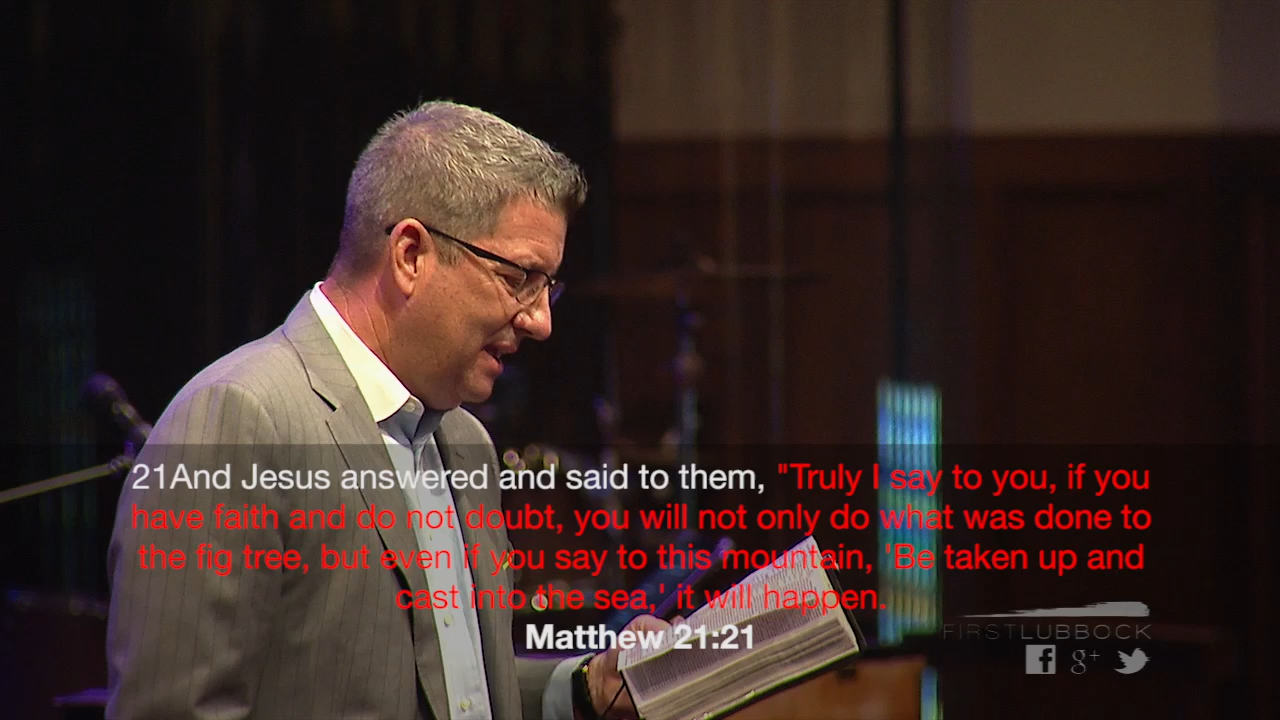 21And Jesus answered and said to them, "Truly I say to you, if you
have faith and do not doubt, you will not only do what was done to
the fig tree, but even if you say to this mountain, 'Be taken up and
cast into the sea,' it will happen.
Matthew 21:21
FIRSTLUBBOCK
f g+